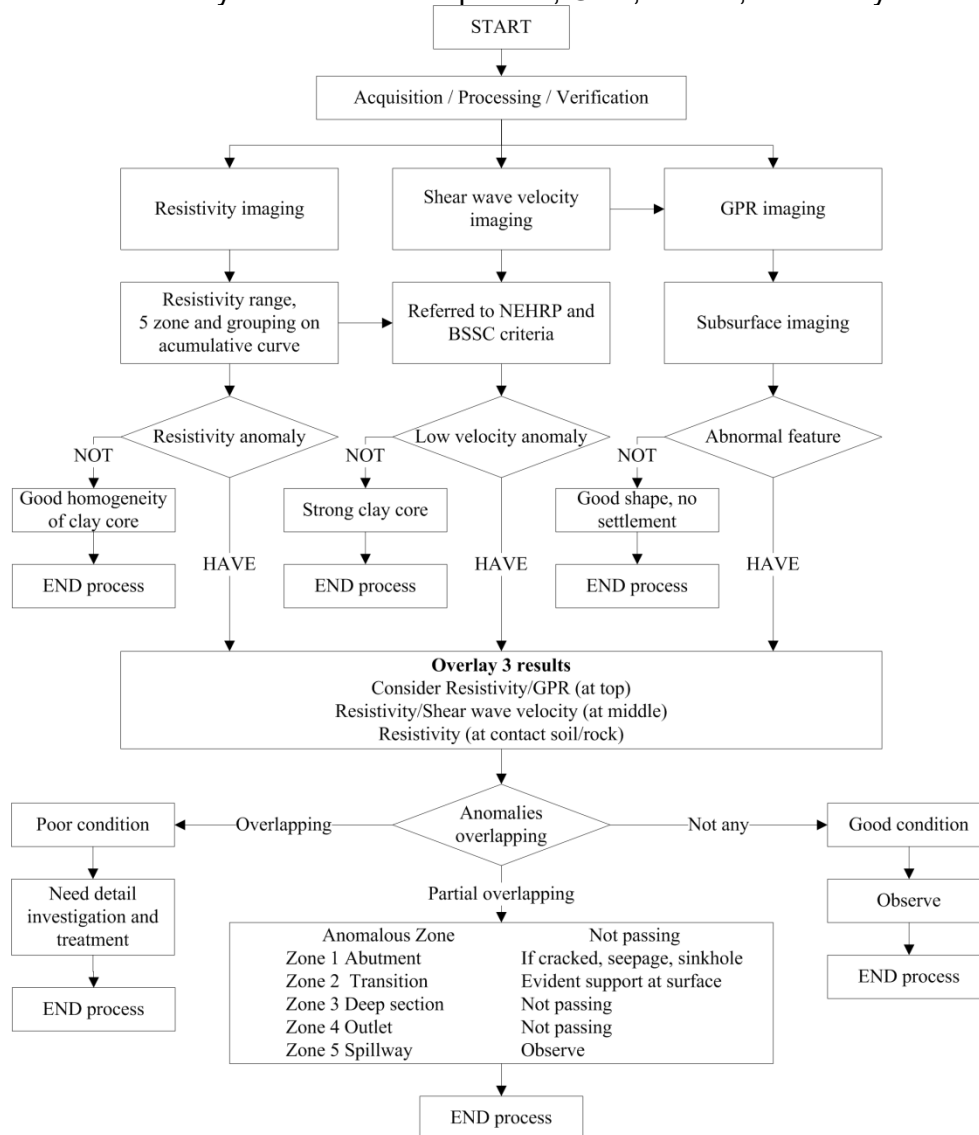 START
Acquisition / Processing / Verification
Resistivity imaging
Shear wave velocity
imaging
GPR imaging
Resistivity range,
5 zone and grouping on
acumulative curve
Referred to NEHRP and
BSSC criteria
Subsurface imaging
Resistivity anomaly
Low velocity anomaly
Abnormal feature
NOT
NOT
NOT
Good homogeneity
of clay core
Strong clay core
Good shape, no
settlement
HAVE
HAVE
HAVE
END process
END process
END process
Overlay 3 results
Consider Resistivity/GPR (at top)
Resistivity/Shear wave velocity (at middle)
Resistivity (at contact soil/rock)
Poor condition
Overlapping
Anomalies
overlapping
Not any
Good condition
Need detail
investigation and
treatment
Partial overlapping
Observe
END process
Anomalous Zone Not passing
Zone 1 Abutment If cracked, seepage, sinkhole
Zone 2 Transition Evident support at surface
Zone 3 Deep section Not passing
Zone 4 Outlet Not passing
Zone 5 Spillway Observe
END process
END process